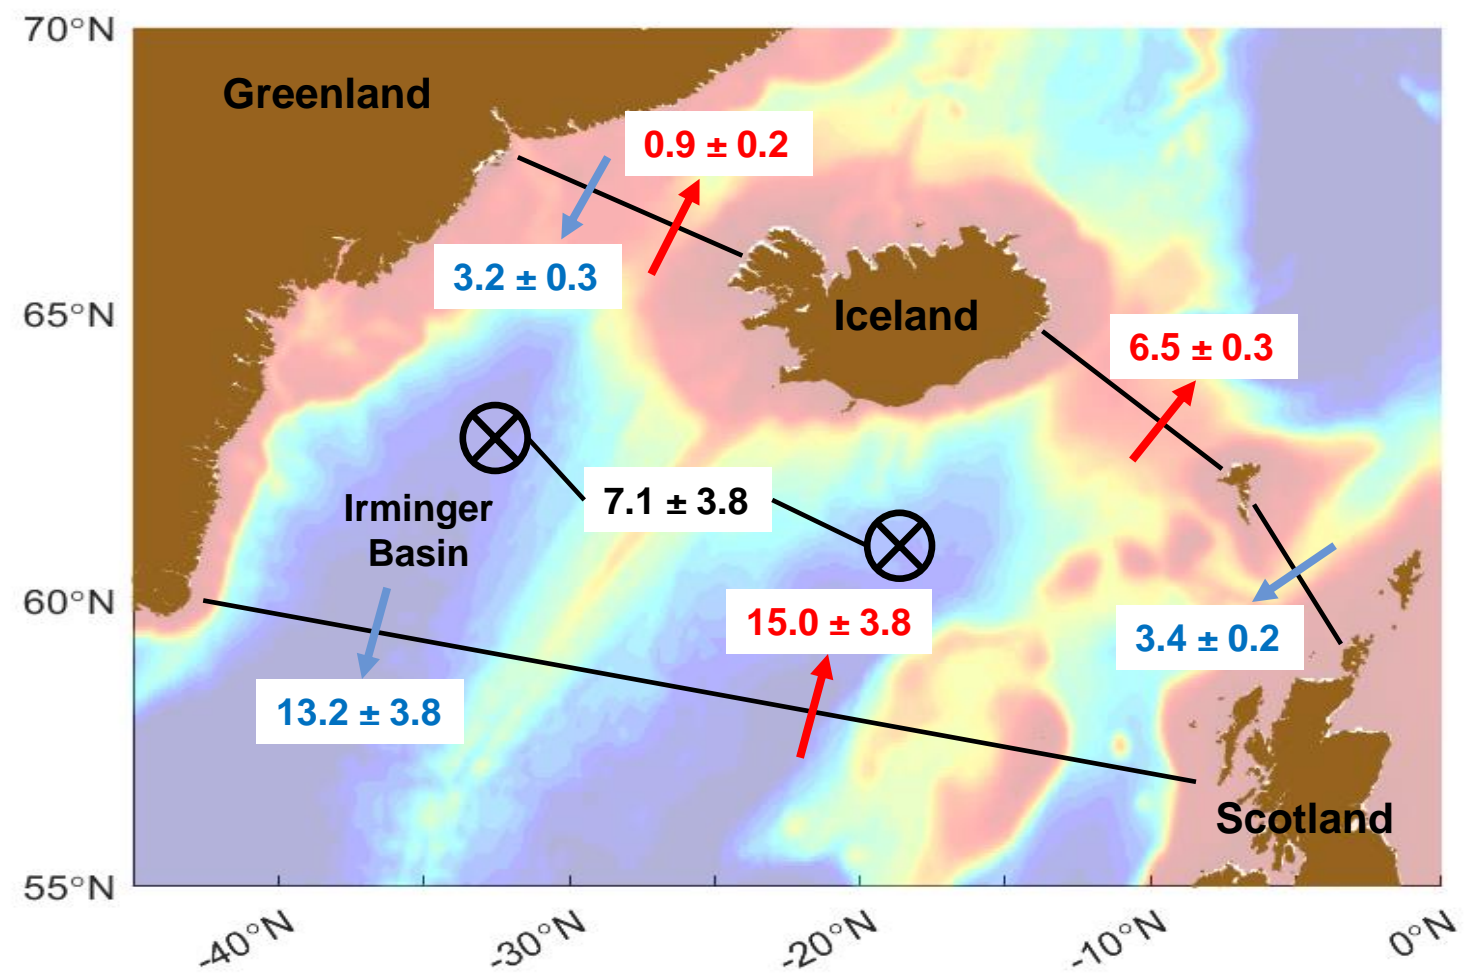 70°N
Greenland
0.9 ± 0.2
3.2 ± 0.3
65°N
Iceland
6.5 ± 0.3
Irminger
Basin
7.1 ± 3.8
60°N
15.0 ± 3.8
3.4 ± 0.2
13.2 ± 3.8
Scotland
55°N
-40°N
-30°N
-20°N
-10°N
0°N